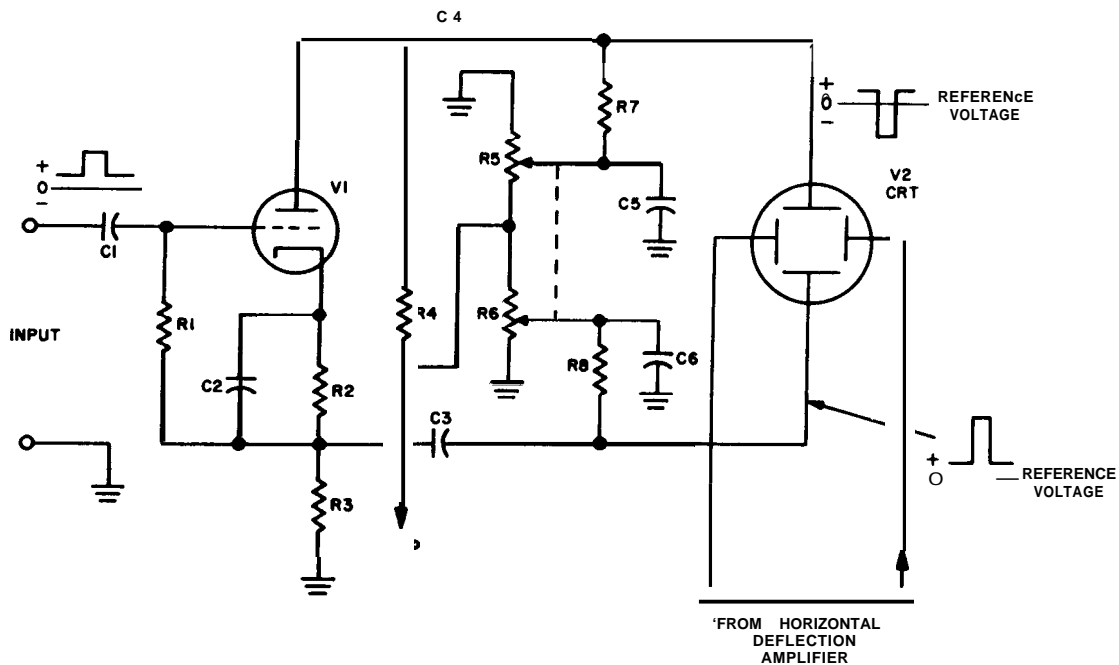 C 4
+
0
-
REFERENcE
VOLTAGE
R7
+
0
-
V1
R5
V2
CRT
C5
C1
R1
R4
R6
INPUT
C2
R2
R8
C6
C3
+
O
REFERENCE
VOLTAGE
R3
'FROM HORIZONTAL
DEFLECTION
AMPLIFIER